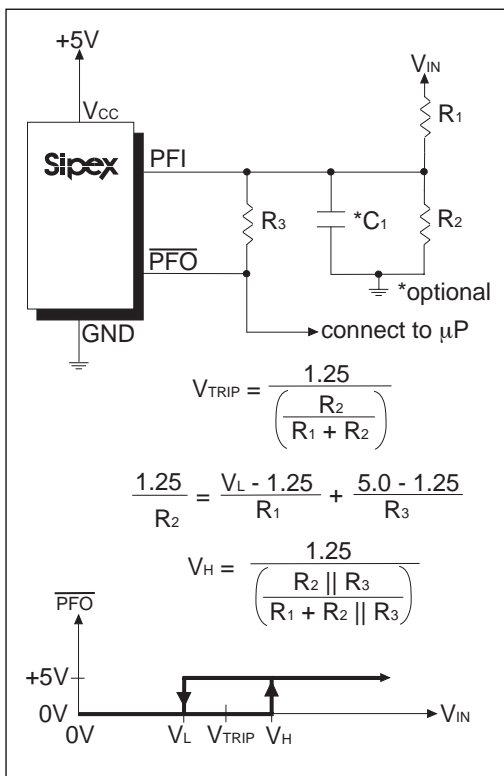 +5V
VIN
VCC
R1
Sipex
PFI
R3
*C1
R2
PFO
*optional
GND
connect to μP
VTRIP = 1.25 / (R2 / (R1 + R2))
1.25 / R2 = (VL - 1.25) / R1 + (5.0 - 1.25) / R3
VH = 1.25 / (R2 || R3 / (R1 + R2 || R3))
PFO
+5V
0V
0V
VL
VTRIP
VH
VIN